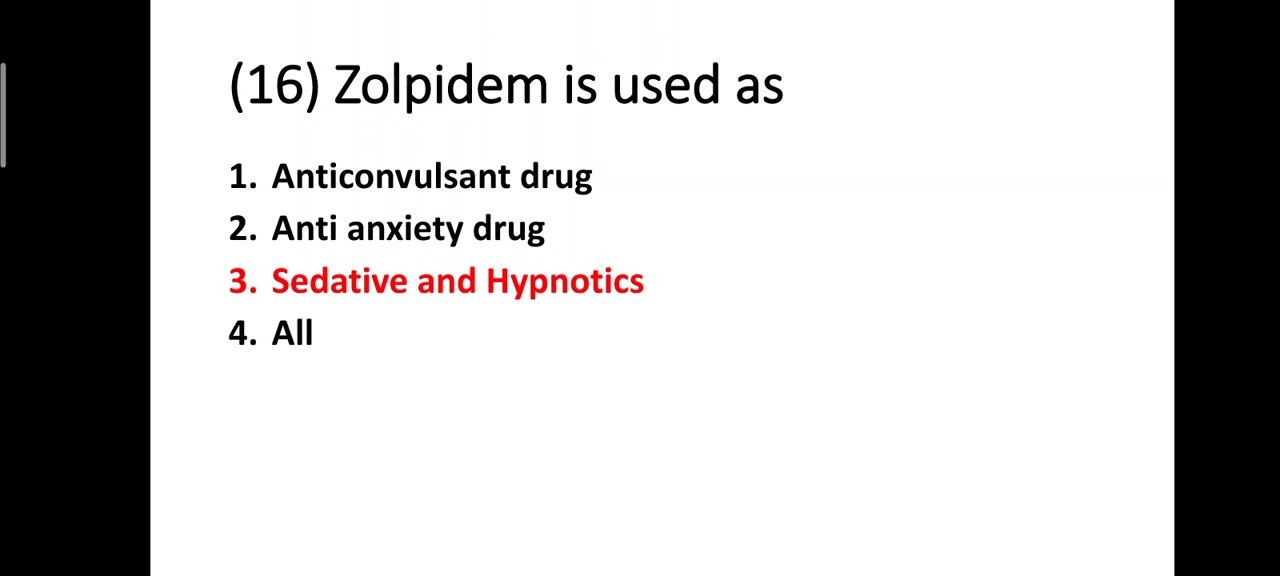 (16) Zolpidem is used as
1. Anticonvulsant drug
2. Anti anxiety drug
3. Sedative and Hypnotics
4. All